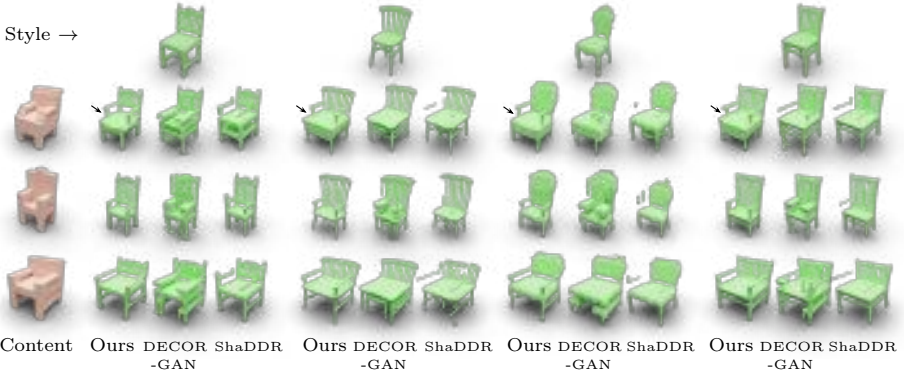 Style →
Content Ours DECOR ShaDDR Ours DECOR ShaDDR Ours DECOR ShaDDR Ours DECOR ShaDDR
-GAN -GAN -GAN -GAN